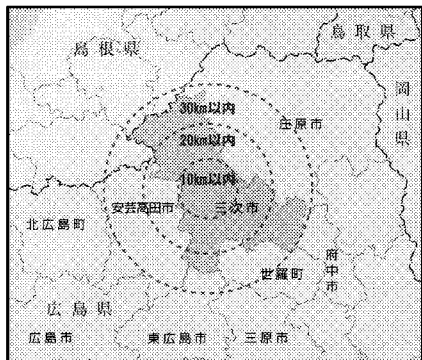 鳥取県
島根県
岡山県
30km以内
庄原市
20km以内
10km以内
安芸高田市
三次市
北広島町
世羅町
府中市
広島県
広島市
東広島市
三原市